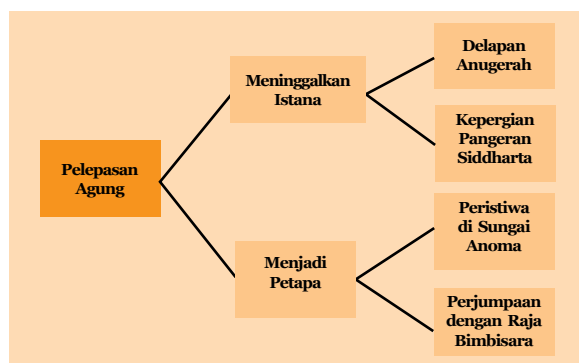 Pelepasan
Agung
Meninggalkan
Istana
Delapan
Anugerah
Kepergian
Pangeran
Siddharta
Menjadi
Petapa
Peristiwa
di Sungai
Anoma
Perjumpaan
dengan Raja
Bimbisara